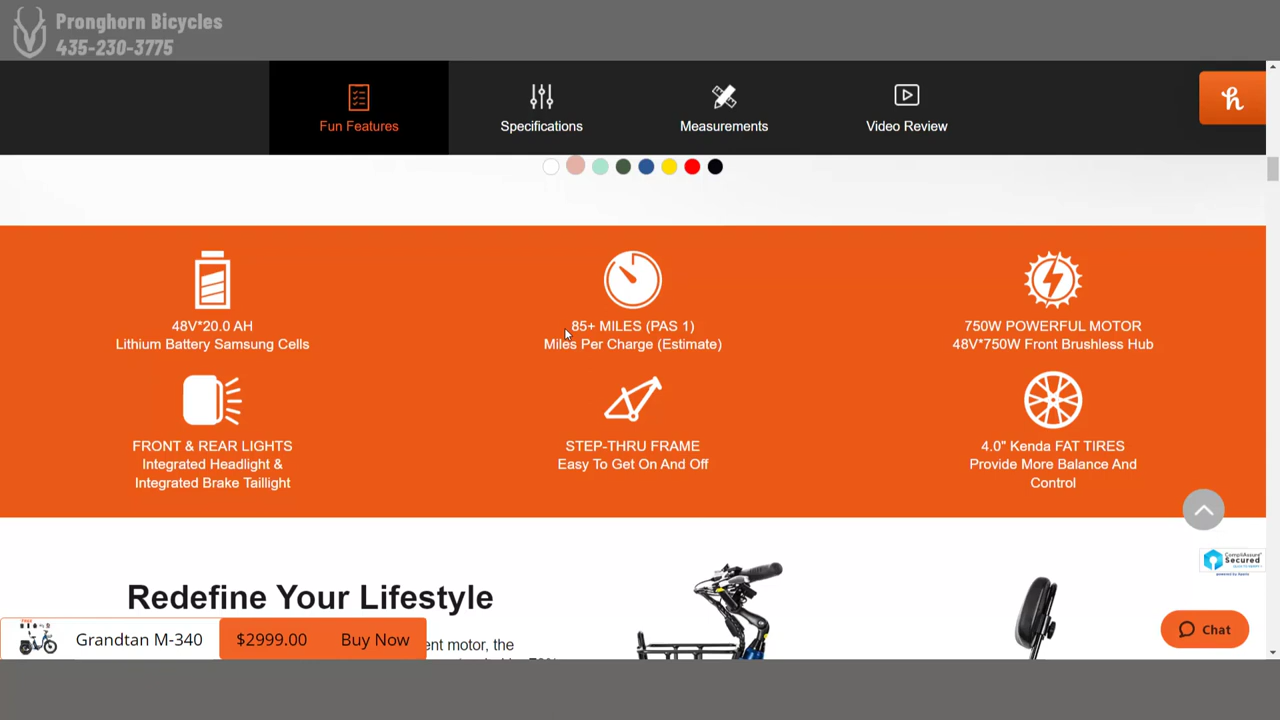 Pronghorn Bicycles
435-230-3775
Fun Features
Specifications
Measurements
Video Review
48V*20.0 AH
Lithium Battery Samsung Cells
85+ MILES (PAS 1)
Miles Per Charge (Estimate)
750W POWERFUL MOTOR
48V*750W Front Brushless Hub
FRONT & REAR LIGHTS
Integrated Headlight &
Integrated Brake Taillight
STEP-THRU FRAME
Easy To Get On And Off
4.0" Kenda FAT TIRES
Provide More Balance And
Control
CompliAssure
Secured
Redefine Your Lifestyle
Grandtan M-340
$2999.00
Buy Now
ent motor, the
Chat